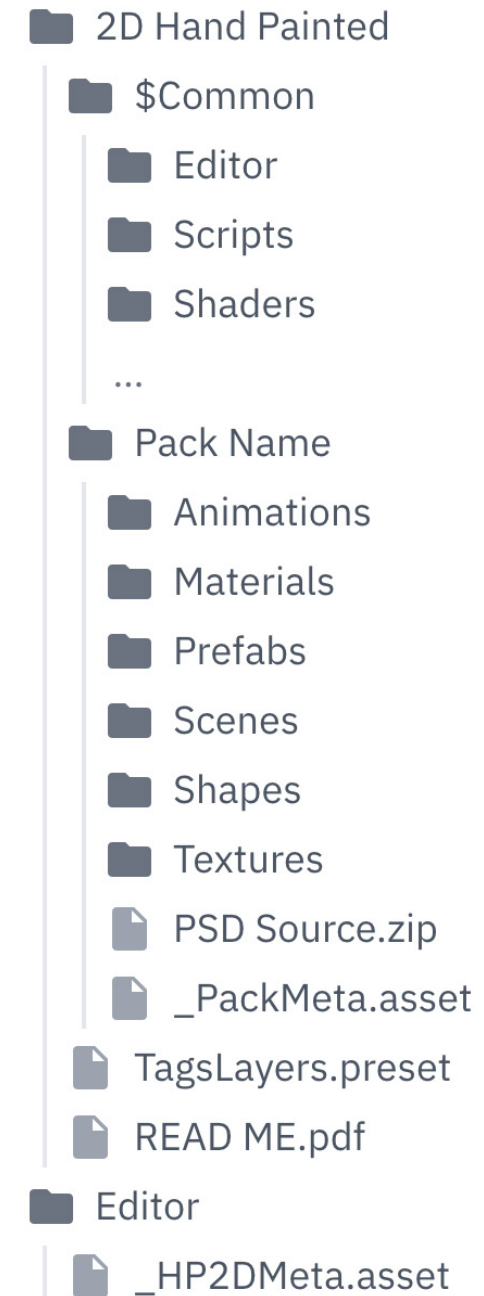 2D Hand Painted
$Common
Editor
Scripts
Shaders
...
Pack Name
Animations
Materials
Prefabs
Scenes
Shapes
Textures
PSD Source.zip
_PackMeta.asset
TagsLayers.preset
READ ME.pdf
Editor
_HP2DMeta.asset